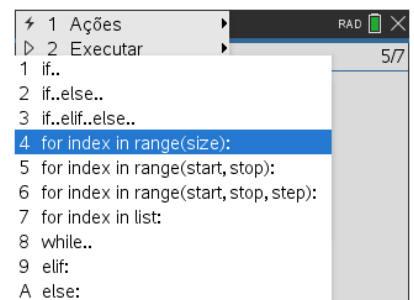 1 Ações
RAD
2 Executar
5/7
1 if..
2 if..else..
3 if..elif..else..
4 for index in range(size):
5 for index in range(start,stop):
6 for index in range(start,stop,step):
7 for index in list:
8 while..
9 elif:
A else: